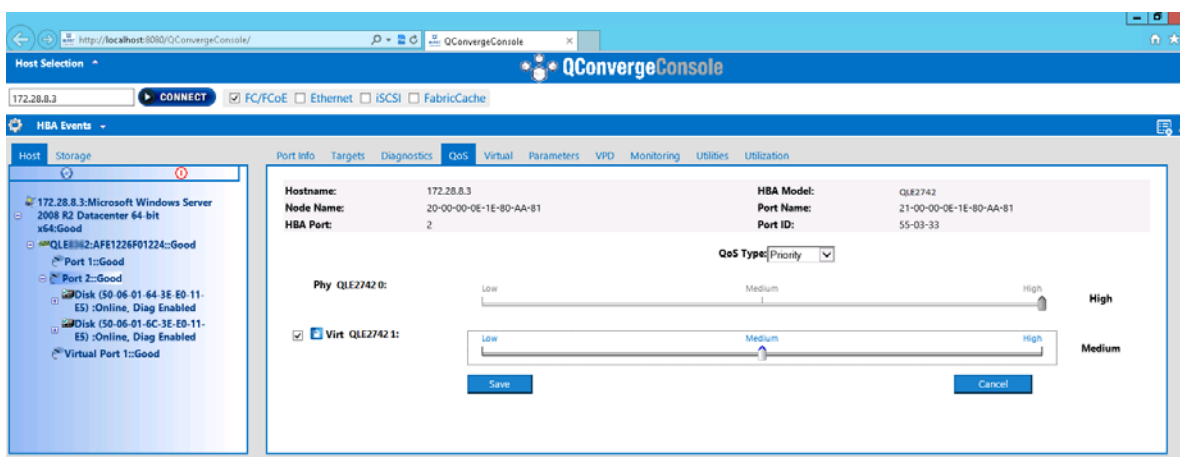 http://localhost:8080/QConvergeConsole/
QConvergeConsole
Host Selection
QConvergeConsole
172.28.8.3 CONNECT FC/FCoE Ethernet iSCSI FabricCache
HBA Events
Host Storage
Port Info Targets Diagnostics QoS Virtual Parameters VPD Monitoring Utilities Utilization
172.28.8.3:Microsoft Windows Server
2008 R2 Datacenter 64-bit
x64:Good
2:AFE1226F01224::Good
Port 1::Good
Port 2::Good
Disk (50-06-01-64-3E-E0-11-
E5) :Online, Diag Enabled
Disk (50-06-01-6C-3E-E0-11-
E5) :Online, Diag Enabled
Virtual Port 1::Good
Hostname: 172.28.8.3 HBA Model: QLE2742
Node Name: 20-00-00-0E-1E-80-AA-81 Port Name: 21-00-00-0E-1E-80-AA-81
HBA Port: 2 Port ID: 55-03-33
QoS Type: Priority
Phy QLE2742 0: Low Medium High High
Virt QLE2742 1: Low Medium High Medium
Save Cancel